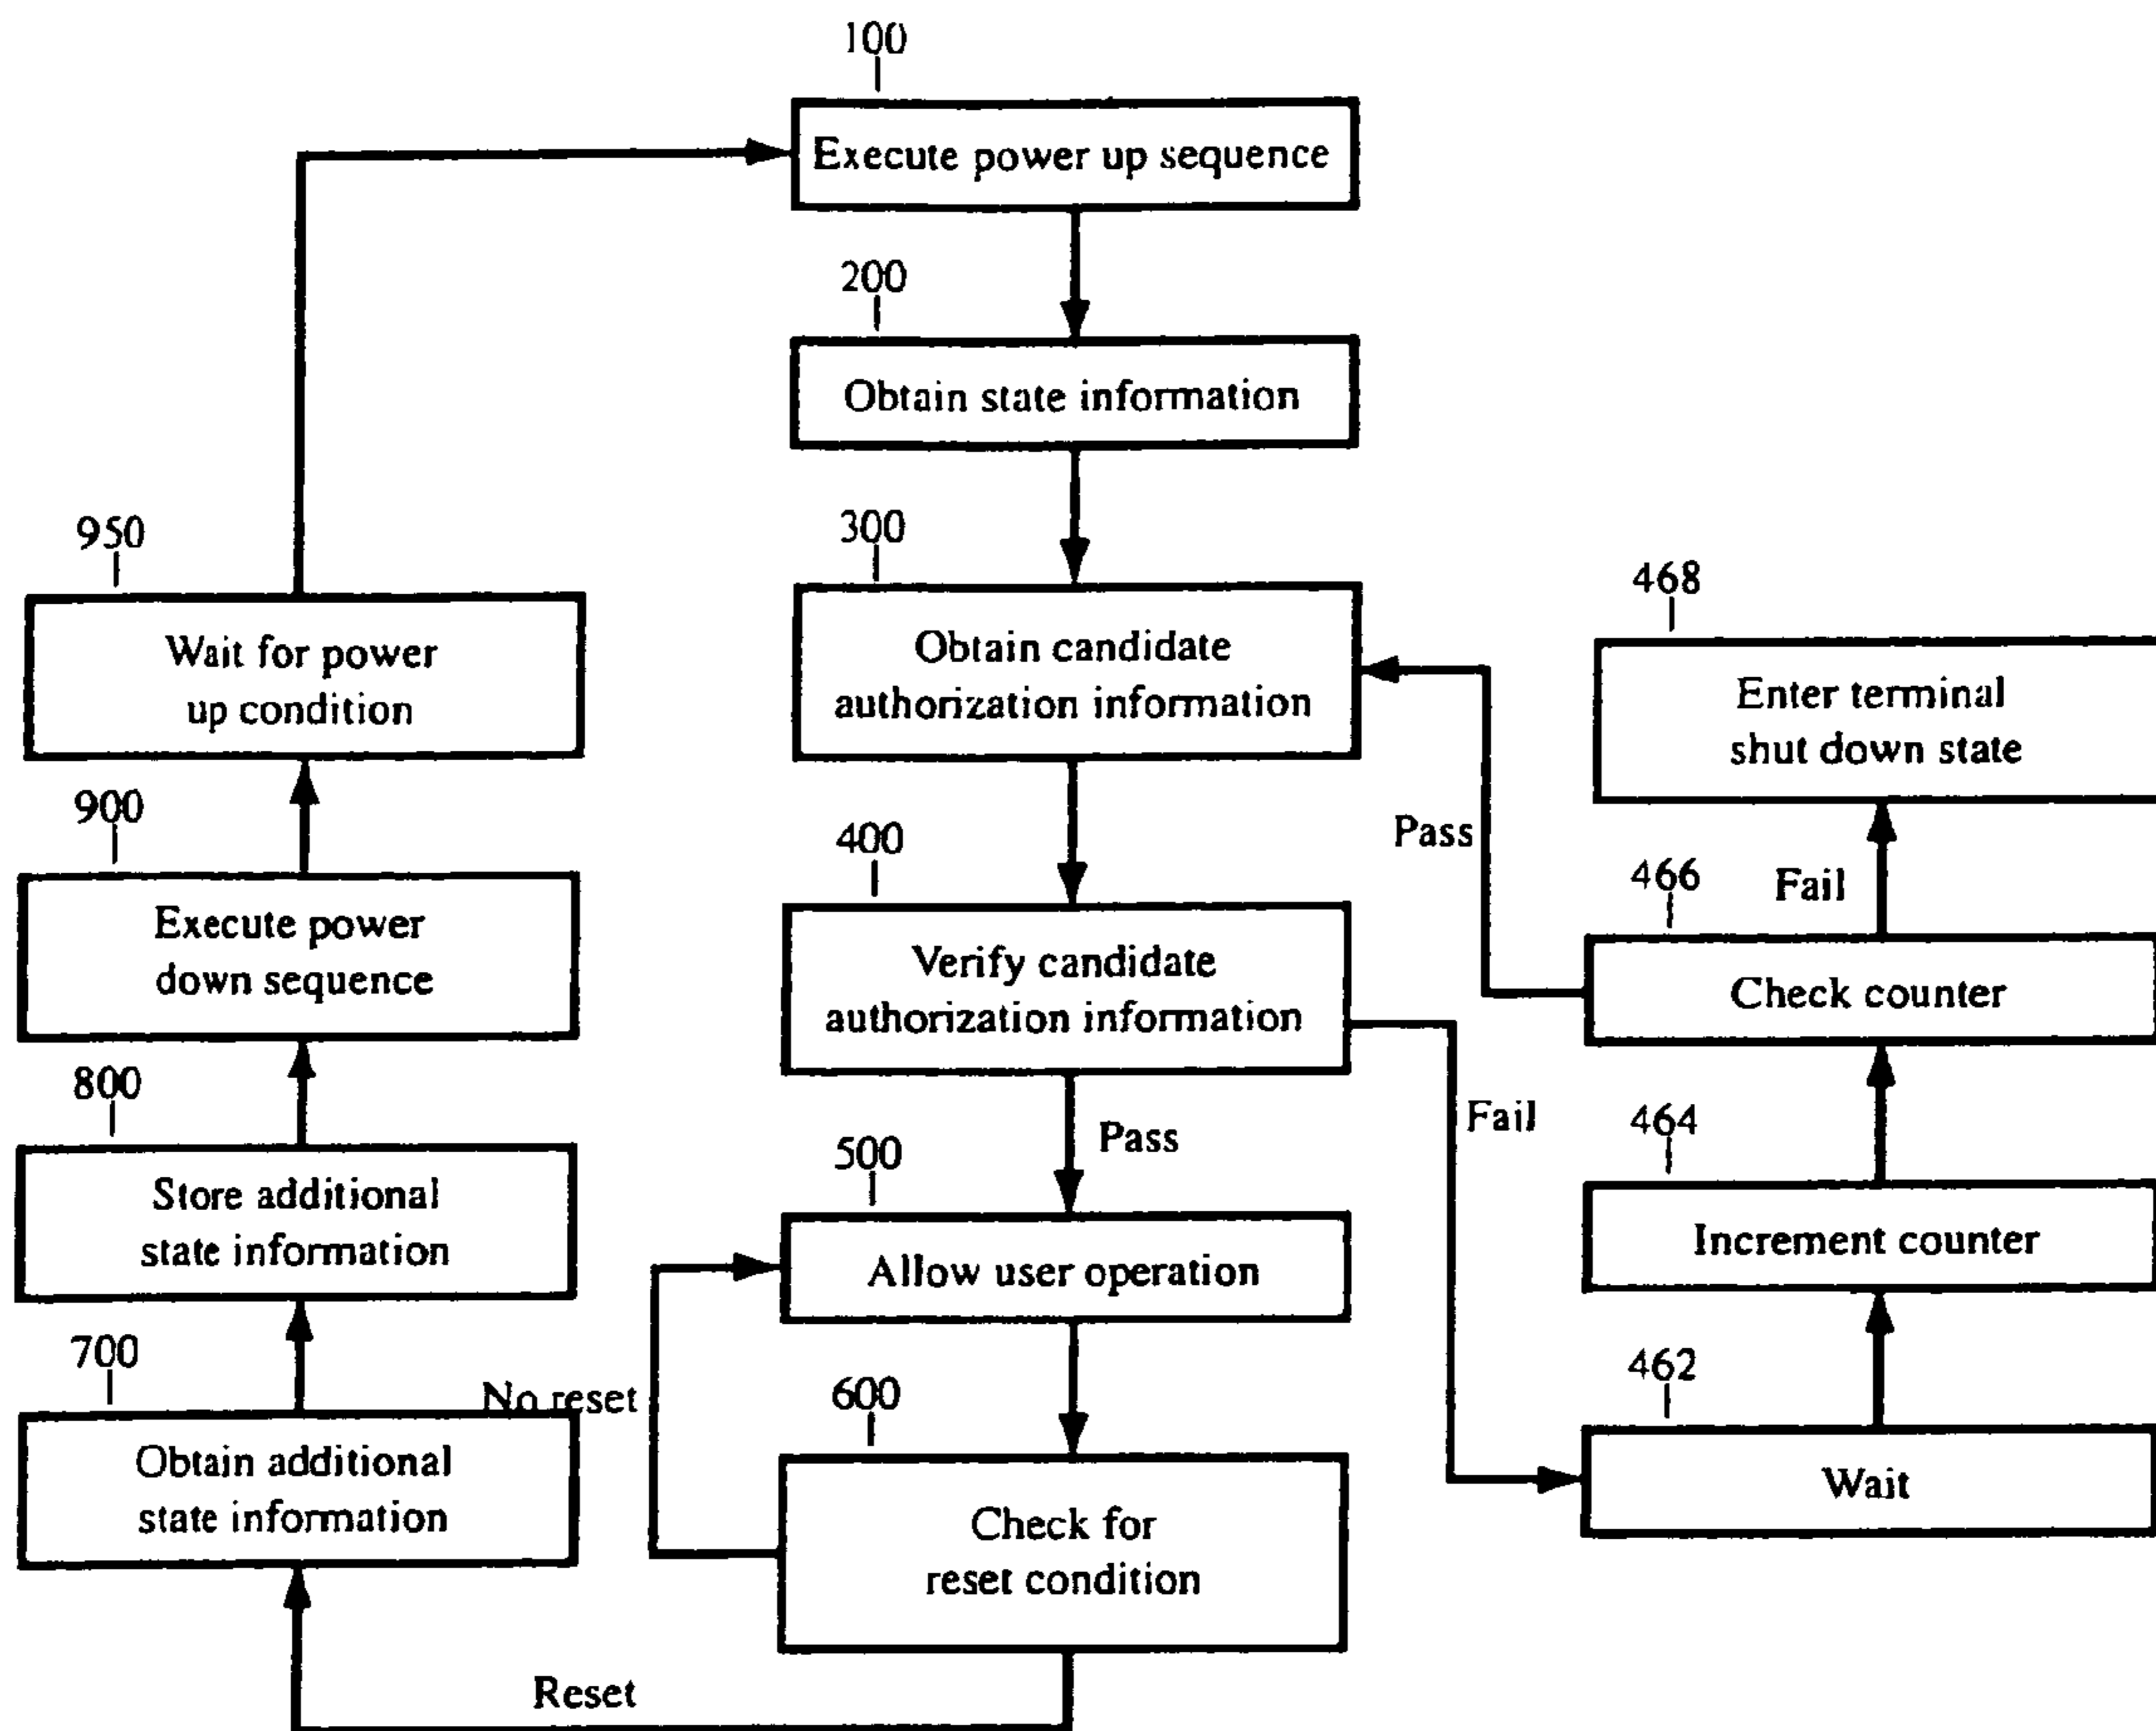 100
Execute power up sequence
200
Obtain state information
300
Obtain candidate
authorization information
400
Verify candidate
authorization information
Pass
Fail
500
Allow user operation
600
Check for
reset condition
No reset
Reset
700
Obtain additional
state information
800
Store additional
state information
900
Execute power
down sequence
950
Wait for power
up condition
462
Wait
464
Increment counter
466
Check counter
Pass
Fail
468
Enter terminal
shut down state